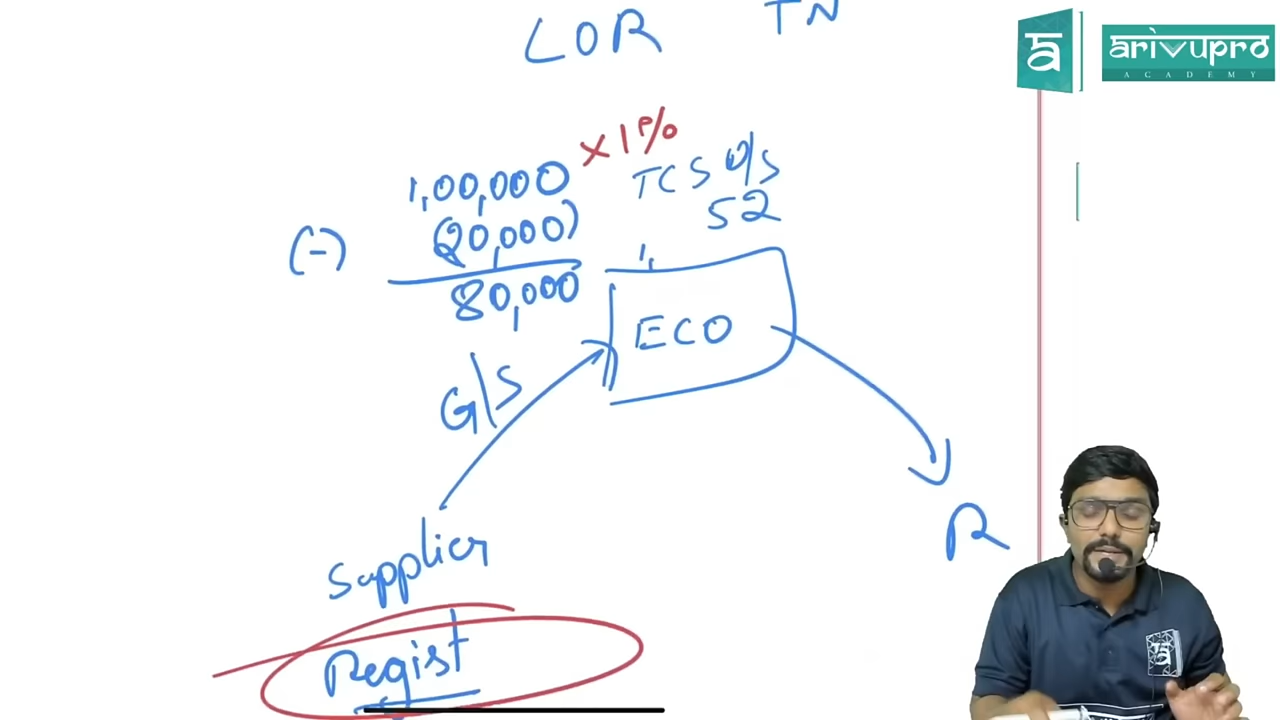 LOR TN
arivupro
ACADEMY
×1%
1,00,000
TCS u/s
52
(-) (20,000)
80,000
ECO
G/S
Supplier
R
Regist